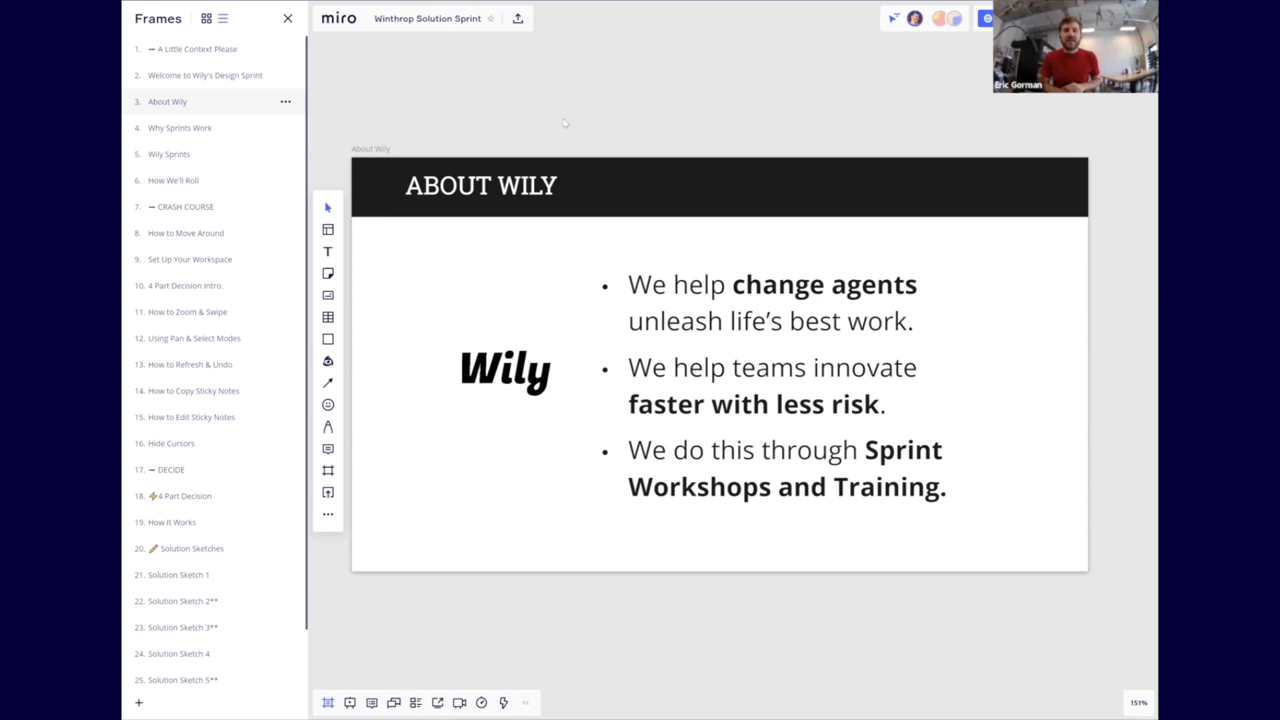 Frames
miro
Winthrop Solution Sprint
Eric Gorman
1. — A Little Context Please
2. Welcome to Wily's Design Sprint
3. About Wily
4. Why Sprints Work
5. Wily Sprints
6. How We'll Roll
7. — CRASH COURSE
8. How to Move Around
9. Set Up Your Workspace
10. 4 Part Decision Intro.
11. How to Zoom & Swipe
12. Using Pan & Select Modes
13. How to Refresh & Undo
14. How to Copy Sticky Notes
15. How to Edit Sticky Notes
16. Hide Cursors
17. — DECIDE
18. ⚡4 Part Decision
19. How It Works
20. ✏️ Solution Sketches
21. Solution Sketch 1
22. Solution Sketch 2**
23. Solution Sketch 3**
24. Solution Sketch 4
25. Solution Sketch 5**
About Wily
ABOUT WILY
Wily
• We help change agents
unleash life's best work.
• We help teams innovate
faster with less risk.
• We do this through Sprint
Workshops and Training.
151%